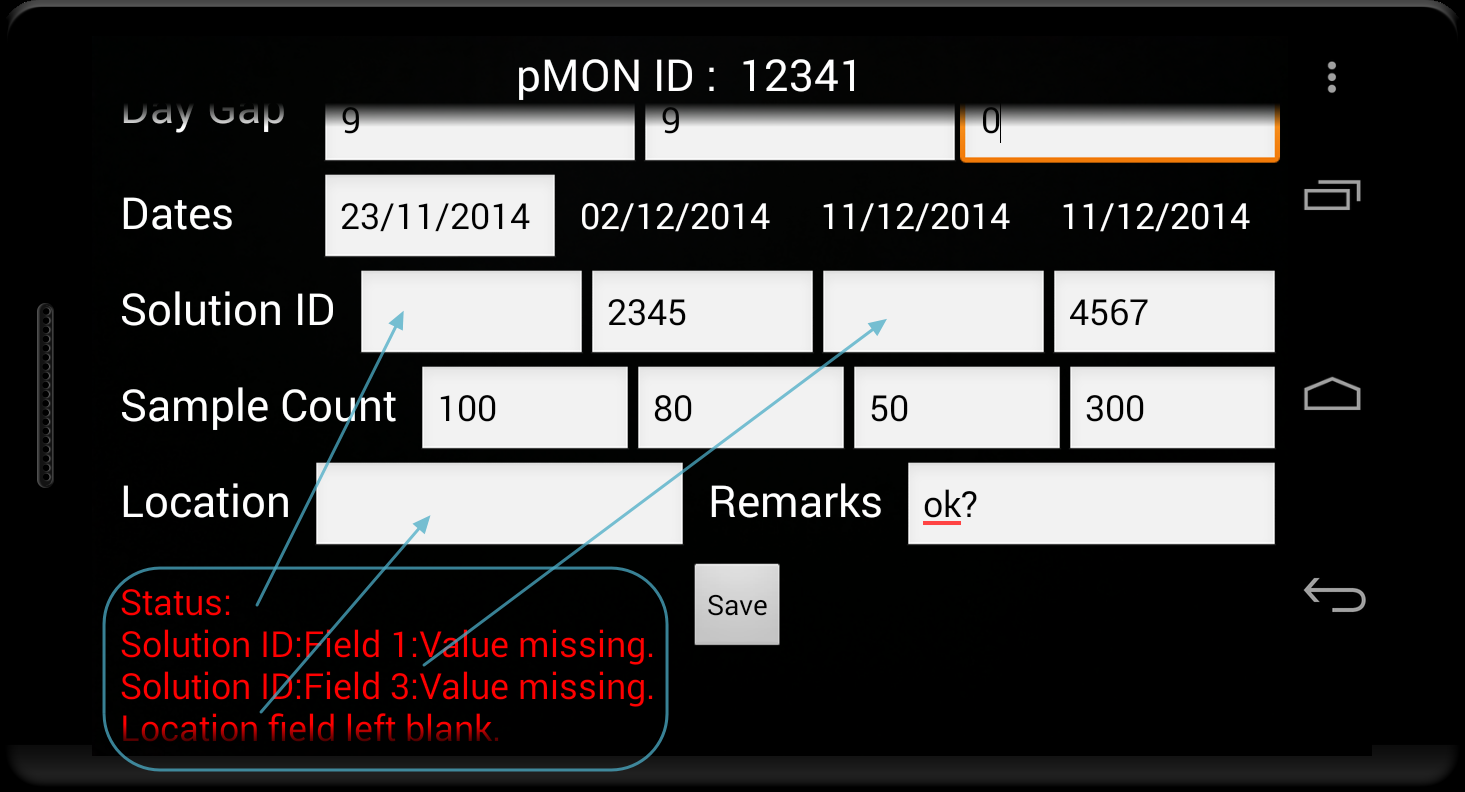 pMON ID : 12341
Day Gap 9 9 0
Dates 23/11/2014 02/12/2014 11/12/2014 11/12/2014
Solution ID 2345 4567
Sample Count 100 80 50 300
Location Remarks ok?
Save
Status:
Solution ID:Field 1:Value missing.
Solution ID:Field 3:Value missing.
Location field left blank.